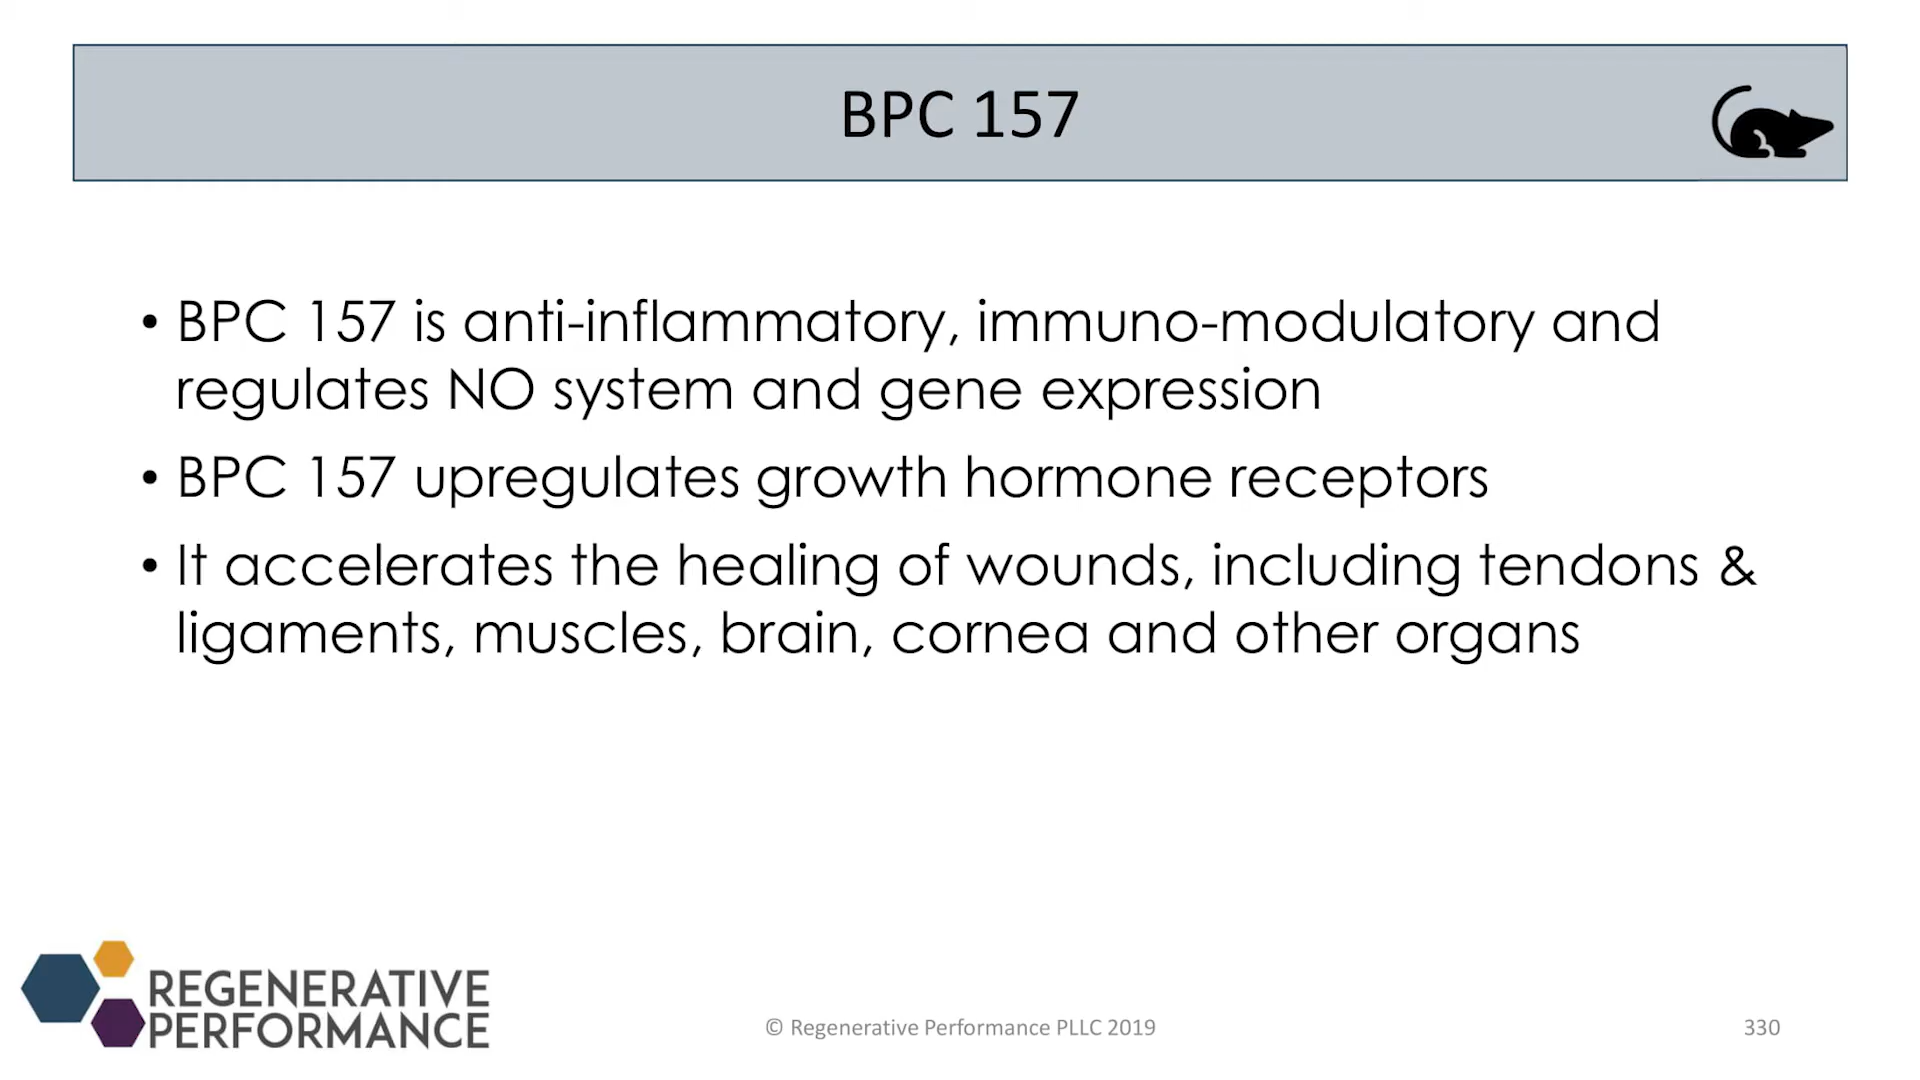 BPC 157
• BPC 157 is anti-inflammatory, immuno-modulatory and
regulates NO system and gene expression
• BPC 157 upregulates growth hormone receptors
• It accelerates the healing of wounds, including tendons &
ligaments, muscles, brain, cornea and other organs
REGENERATIVE
PERFORMANCE
© Regenerative Performance PLLC 2019
330